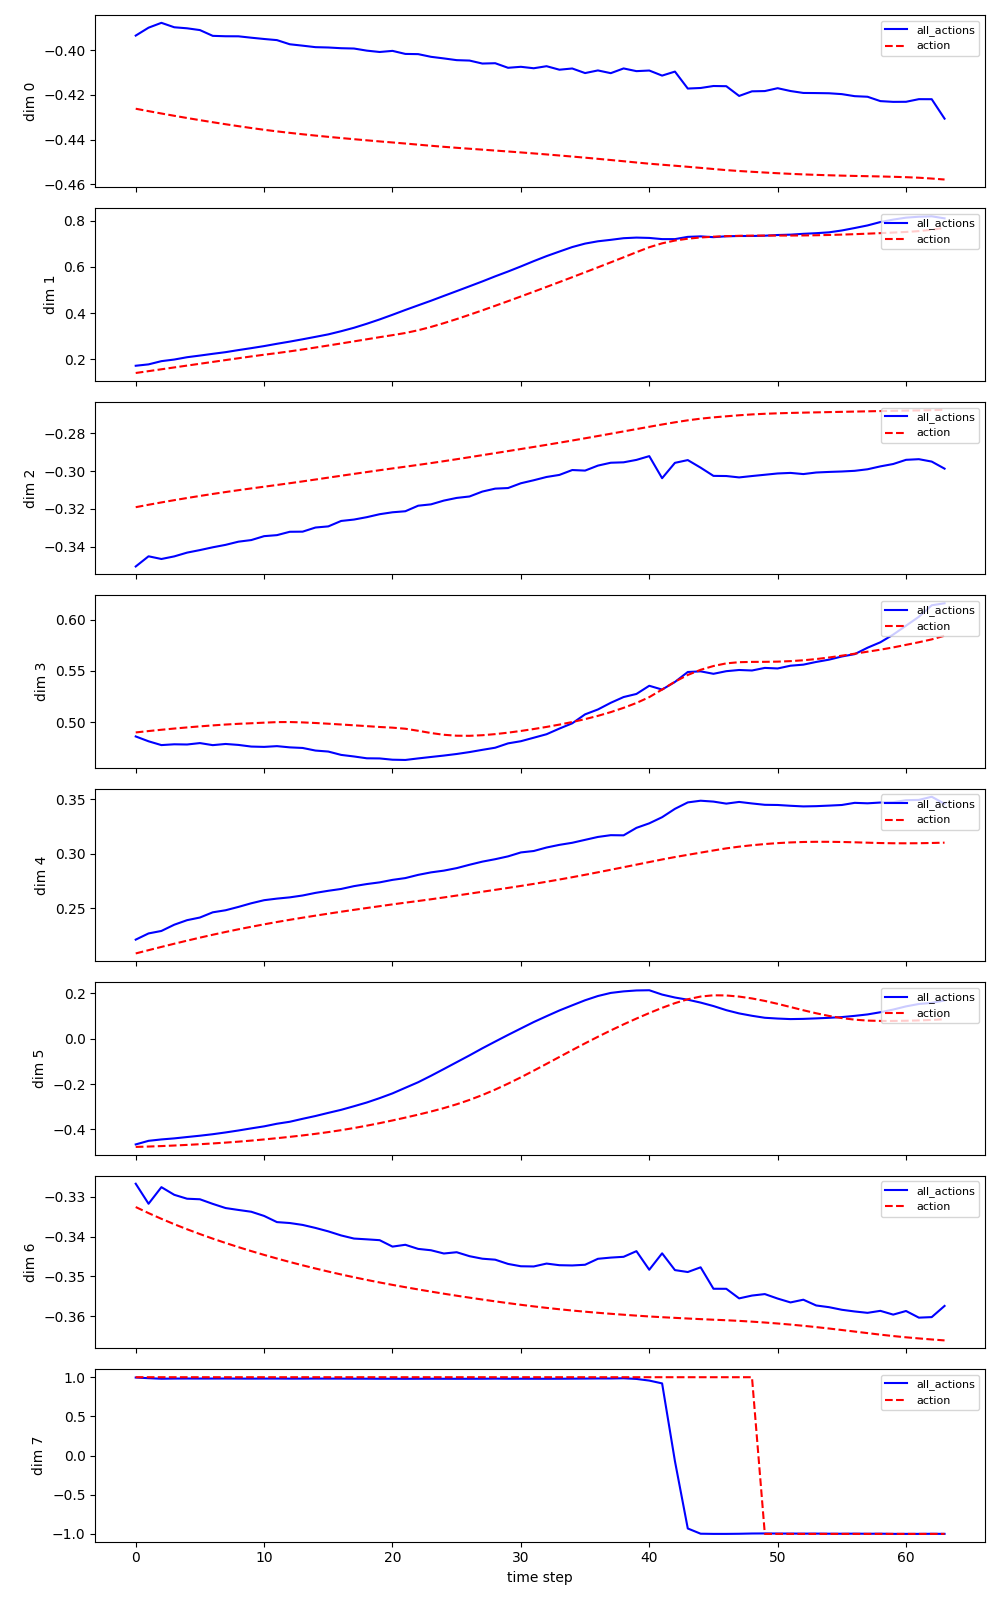 −0.40
−0.42
−0.44
−0.46
dim 0
all_actions
action
0.8
0.6
0.4
0.2
dim 1
all_actions
action
−0.28
−0.30
−0.32
−0.34
dim 2
all_actions
action
0.60
0.55
0.50
dim 3
all_actions
action
0.35
0.30
0.25
dim 4
all_actions
action
0.2
0.0
−0.2
−0.4
dim 5
all_actions
action
−0.33
−0.34
−0.35
−0.36
dim 6
all_actions
action
1.0
0.5
0.0
−0.5
−1.0
dim 7
all_actions
action
0 10 20 30 40 50 60
time step